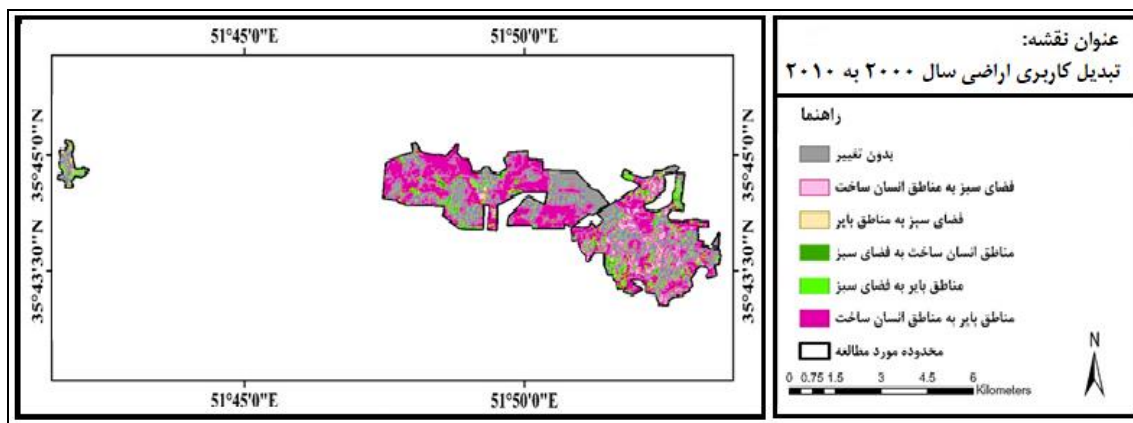 عنوان نقشه:
تبدیل کاربری اراضی سال ۲۰۰۰ به ۲۰۱۰
راهنما
بدون تغییر
فضای سبز به مناطق انسان ساخت
فضای سبز به مناطق بایر
مناطق انسان ساخت به فضای سبز
مناطق بایر به فضای سبز
مناطق بایر به مناطق انسان ساخت
محدوده مورد مطالعه
N
0 0.75 1.5 3 4.5 6
Kilometers
51°45'0"E 51°50'0"E
35°45'0"N 35°45'0"N
35°43'30"N 35°43'30"N
51°45'0"E 51°50'0"E